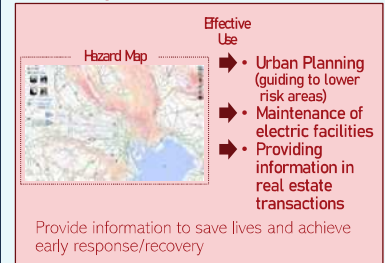 Effective
Use
Hazard Map
• Urban Planning
(guiding to lower
risk areas)
• Maintenance of
electric facilities
• Providing
information in
real estate
transactions
Provide information to save lives and achieve
early response/recovery